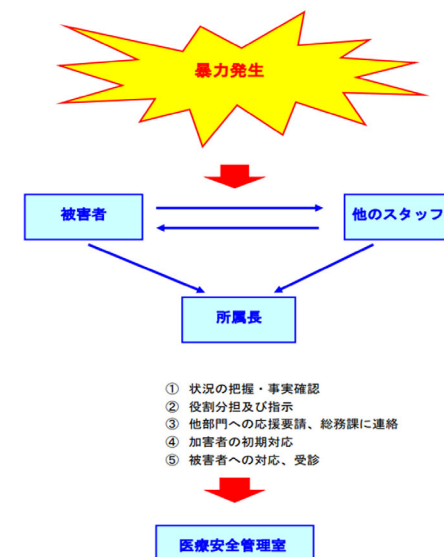 暴力発生
被害者
他のスタッフ
所属長
① 状況の把握・事実確認
② 役割分担及び指示
③ 他部門への応援要請、総務課に連絡
④ 加害者の初期対応
⑤ 被害者への対応、受診
医療安全管理室